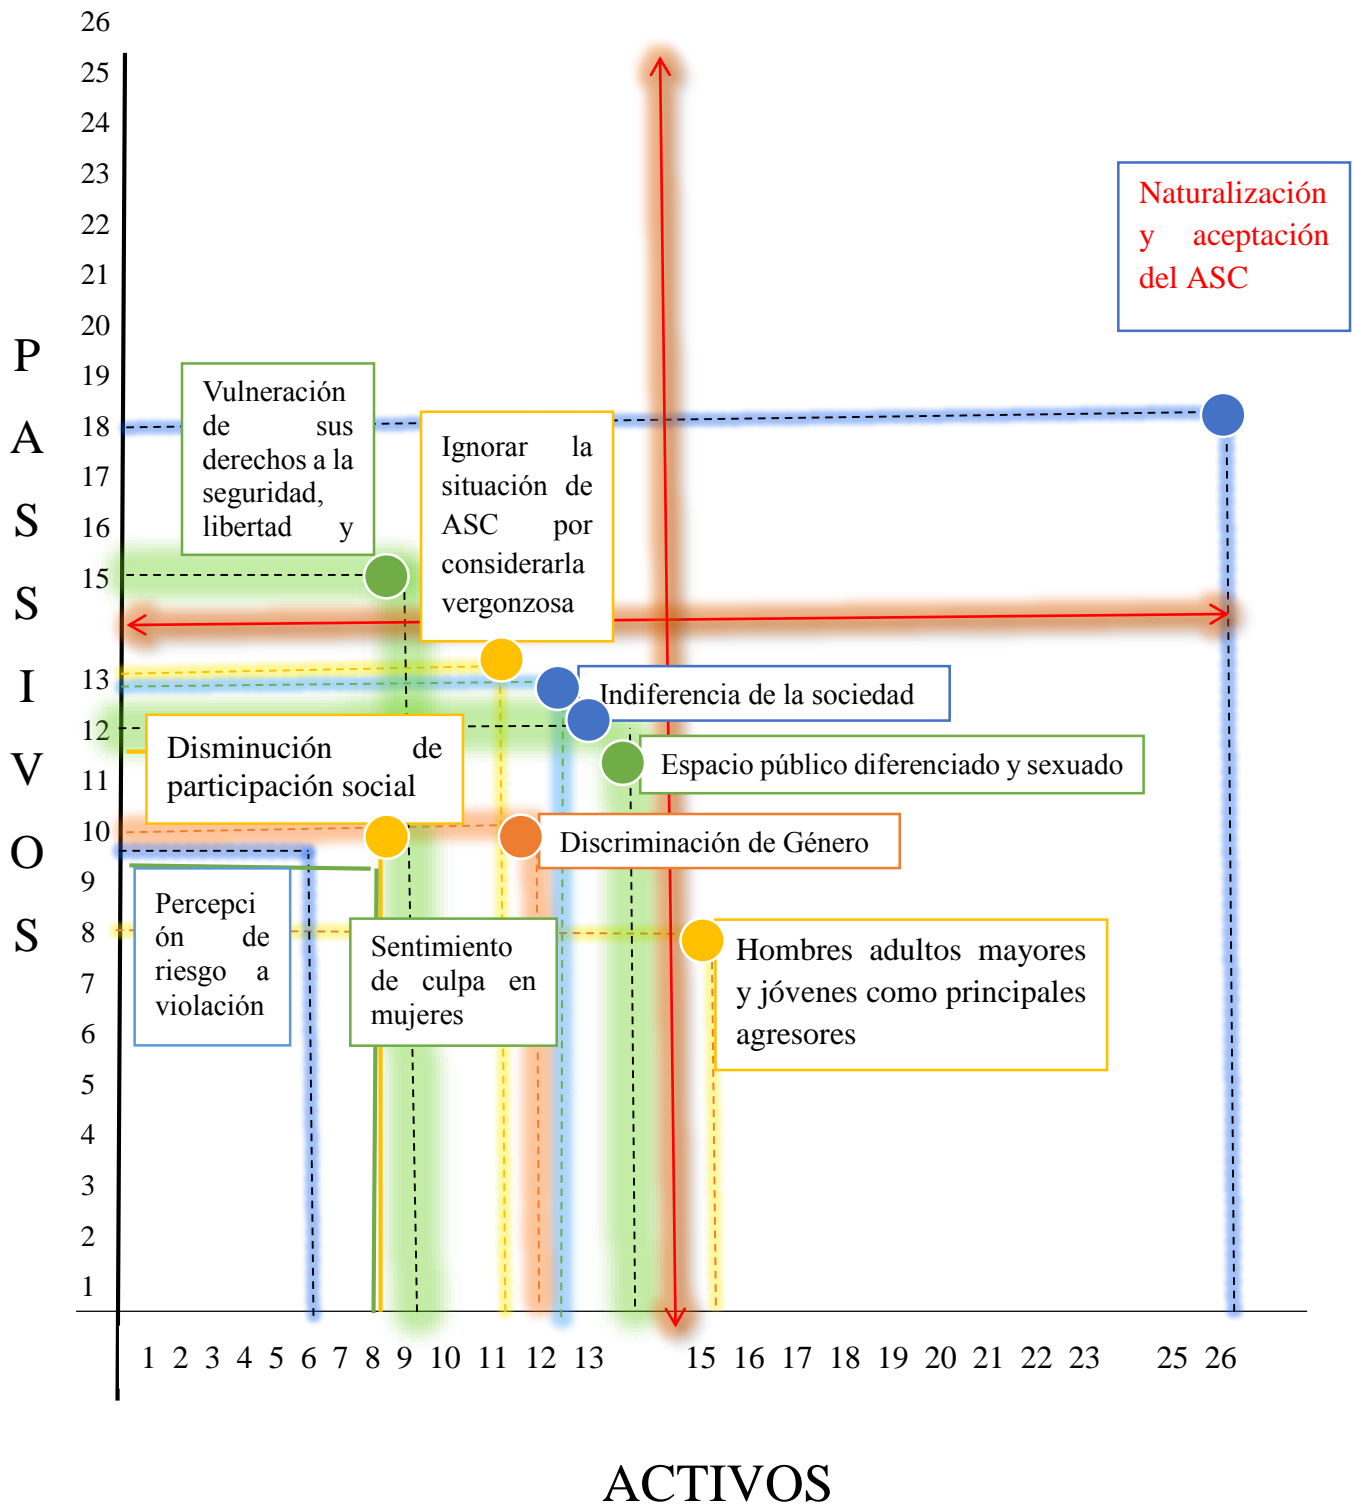 26
25
24
23
22
21
20
19
18
17
16
15
13
12
11
10
9
8
7
6
5
4
3
2
1
P
A
S
S
I
V
O
S
Naturalización
y aceptación
del ASC
Vulneración
de sus
derechos a la
seguridad,
libertad y
Ignorar la
situación de
ASC por
considerarla
vergonzosa
Indiferencia de la sociedad
Disminución de
participación social
Espacio público diferenciado y sexuado
Discriminación de Género
Percepci
ón de
riesgo a
violación
Sentimiento
de culpa en
mujeres
Hombres adultos mayores
y jóvenes como principales
agresores
1 2 3 4 5 6 7 8 9 10 11 12 13 15 16 17 18 19 20 21 22 23 25 26
ACTIVOS